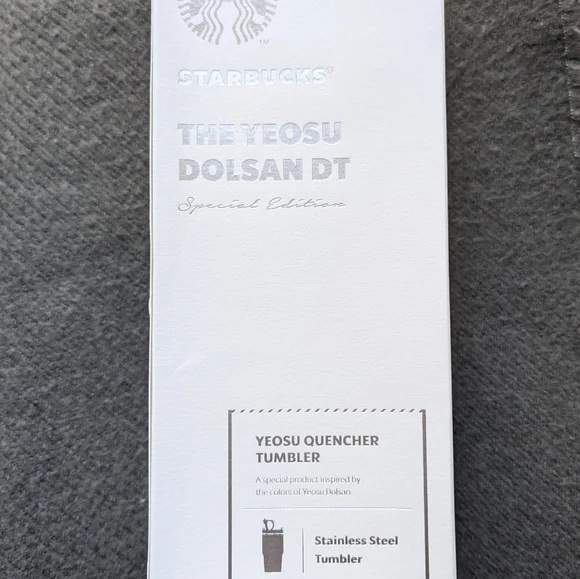 TM
STARBUCKS®
THE YEOSU
DOLSAN DT
Special Edition
YEOSU QUENCHER
TUMBLER
A special product inspired by
the colors of Yeosu Dolsan.
Stainless Steel
Tumbler